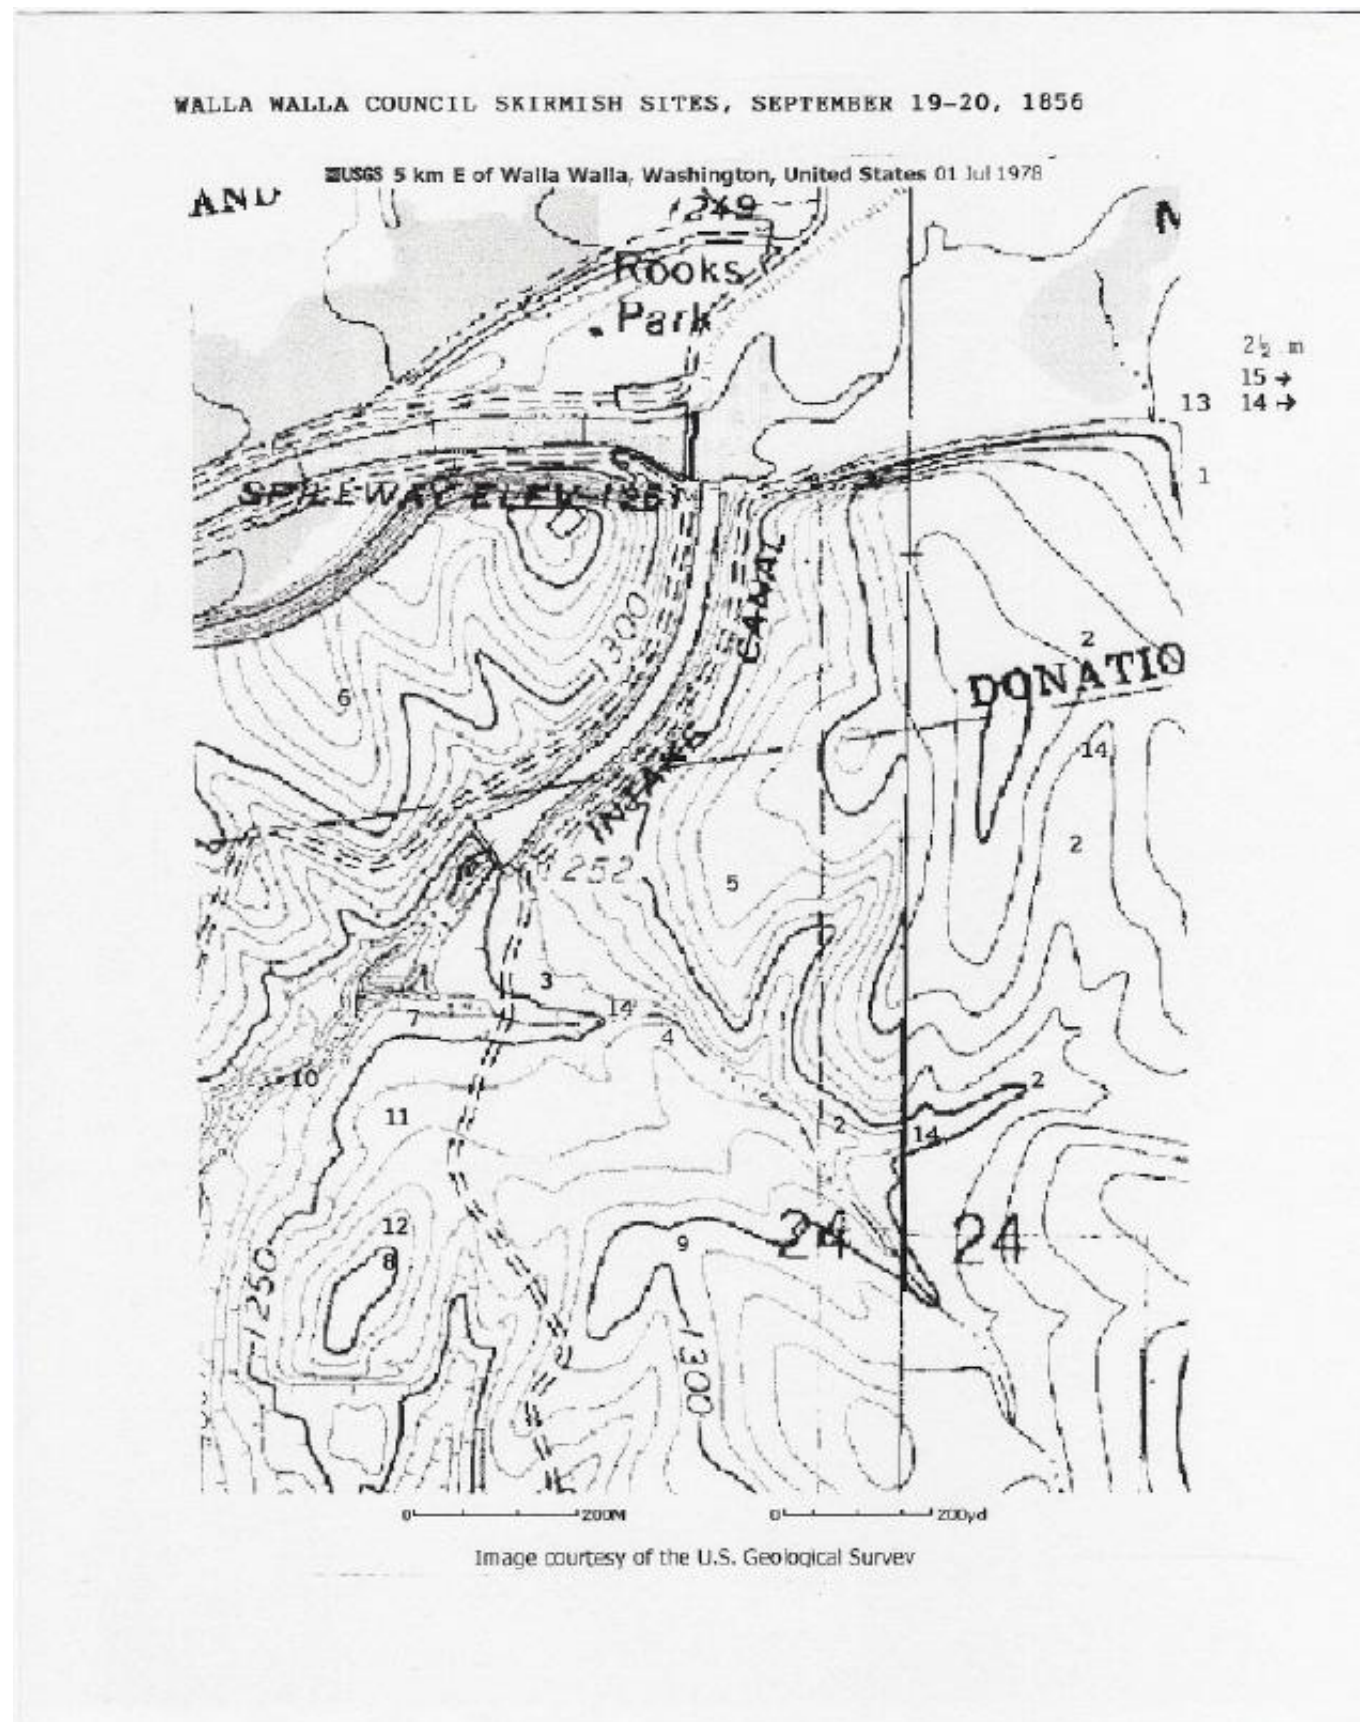 WALLA WALLA COUNCIL SKIRMISH SITES, SEPTEMBER 19-20, 1856
USGS 5 km E of Walla Walla, Washington, United States 01 Jul 1978
AND
1249
N
Rooks
Park
2½ m
15 →
13 14 →
SPILLWAY ELEV 1261
1
CANAL
1300
2
DONATIO
6
14
INTAKE
2
252
5
3
14
7
4
10
2
11
2
14
12
24
24
9
8
1250
1300
0 200M
0 200yd
Image courtesy of the U.S. Geological Survey